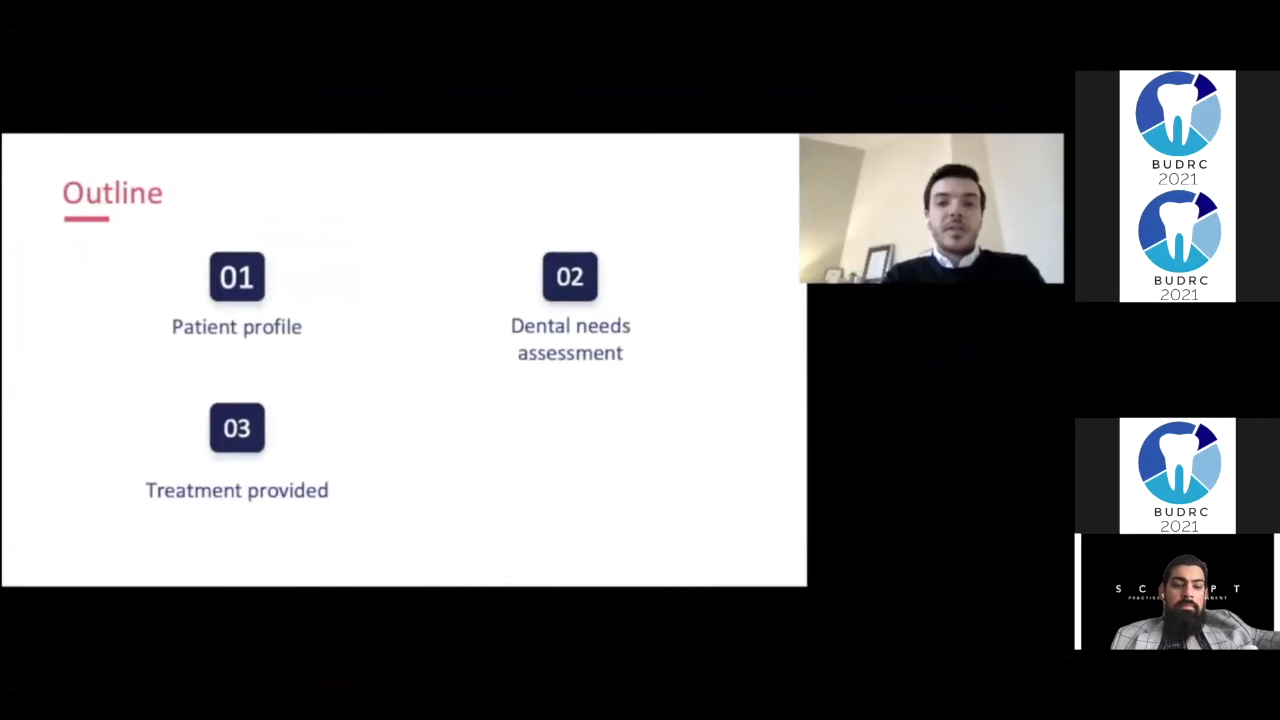 Outline
01
02
Patient profile
Dental needs
assessment
03
Treatment provided
BUDRC
2021
BUDRC
2021
BUDRC
2021